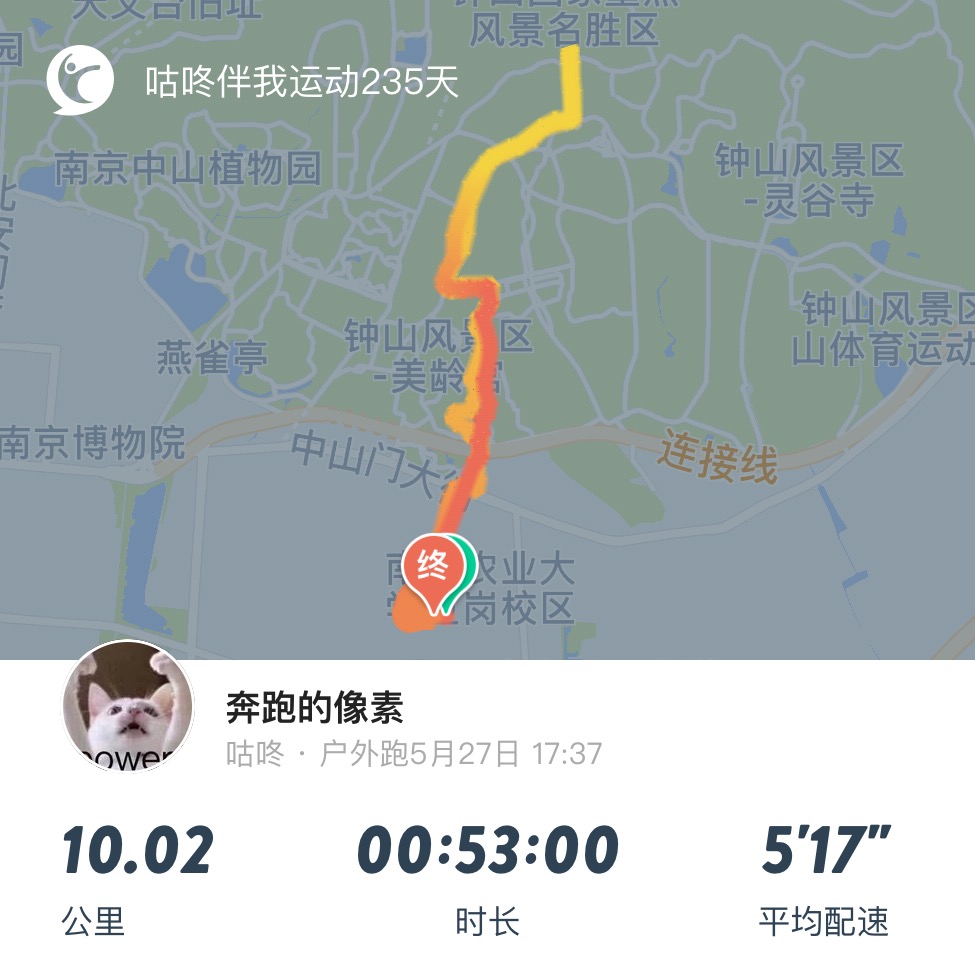 天文台旧址
风景名胜区
咕咚伴我运动235天
南京中山植物园
钟山风景区
-灵谷寺
钟山风景区
-美龄宫
钟山风景区
山体育运动
燕雀亭
南京博物院
中山门大
连接线
终
农业大
岗校区
power
奔跑的像素
咕咚 · 户外跑5月27日 17:37
10.02
00:53:00
5'17"
公里
时长
平均配速